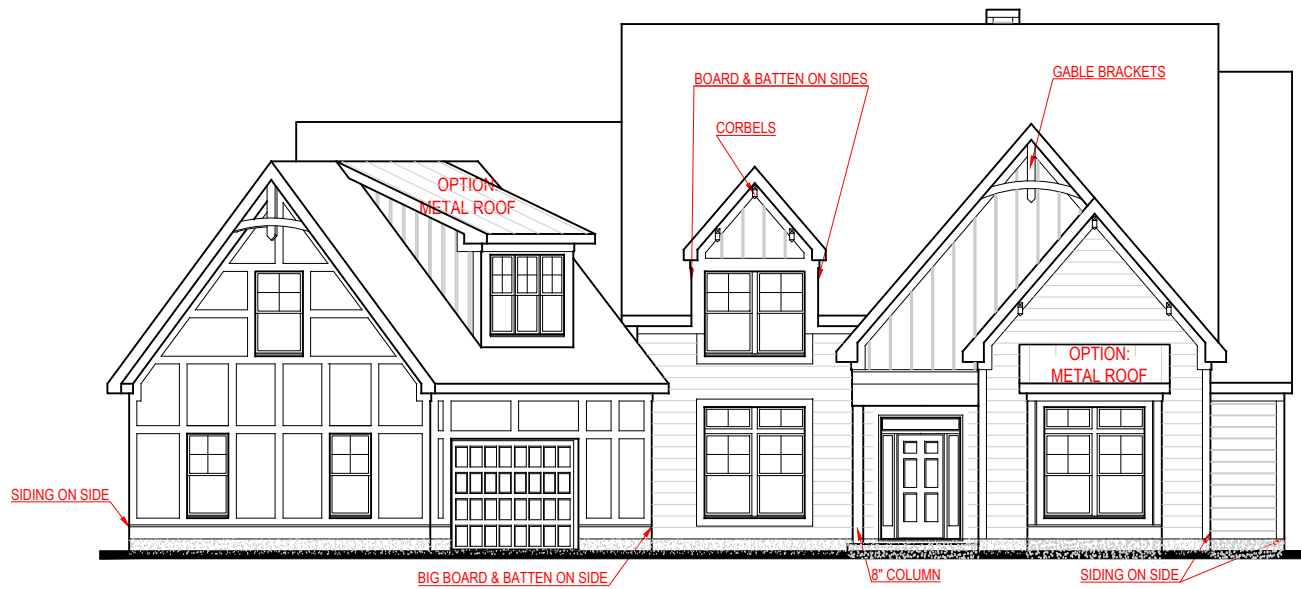 GABLE BRACKETS
BOARD & BATTEN ON SIDES
CORBELS
OPTION:
METAL ROOF
OPTION:
METAL ROOF
SIDING ON SIDE
BIG BOARD & BATTEN ON SIDE
8" COLUMN
SIDING ON SIDE